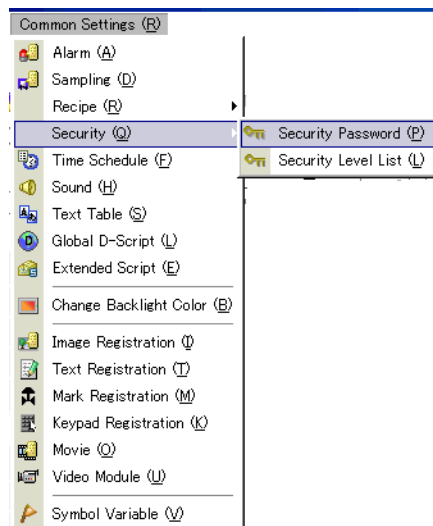 Common Settings (R)
Alarm (A)
Sampling (D)
Recipe (R)
Security (Q)
Security Password (P)
Security Level List (L)
Time Schedule (F)
Sound (H)
Text Table (S)
Global D-Script (L)
Extended Script (E)
Change Backlight Color (B)
Image Registration (I)
Text Registration (T)
Mark Registration (M)
Keypad Registration (K)
Movie (O)
Video Module (U)
Symbol Variable (V)